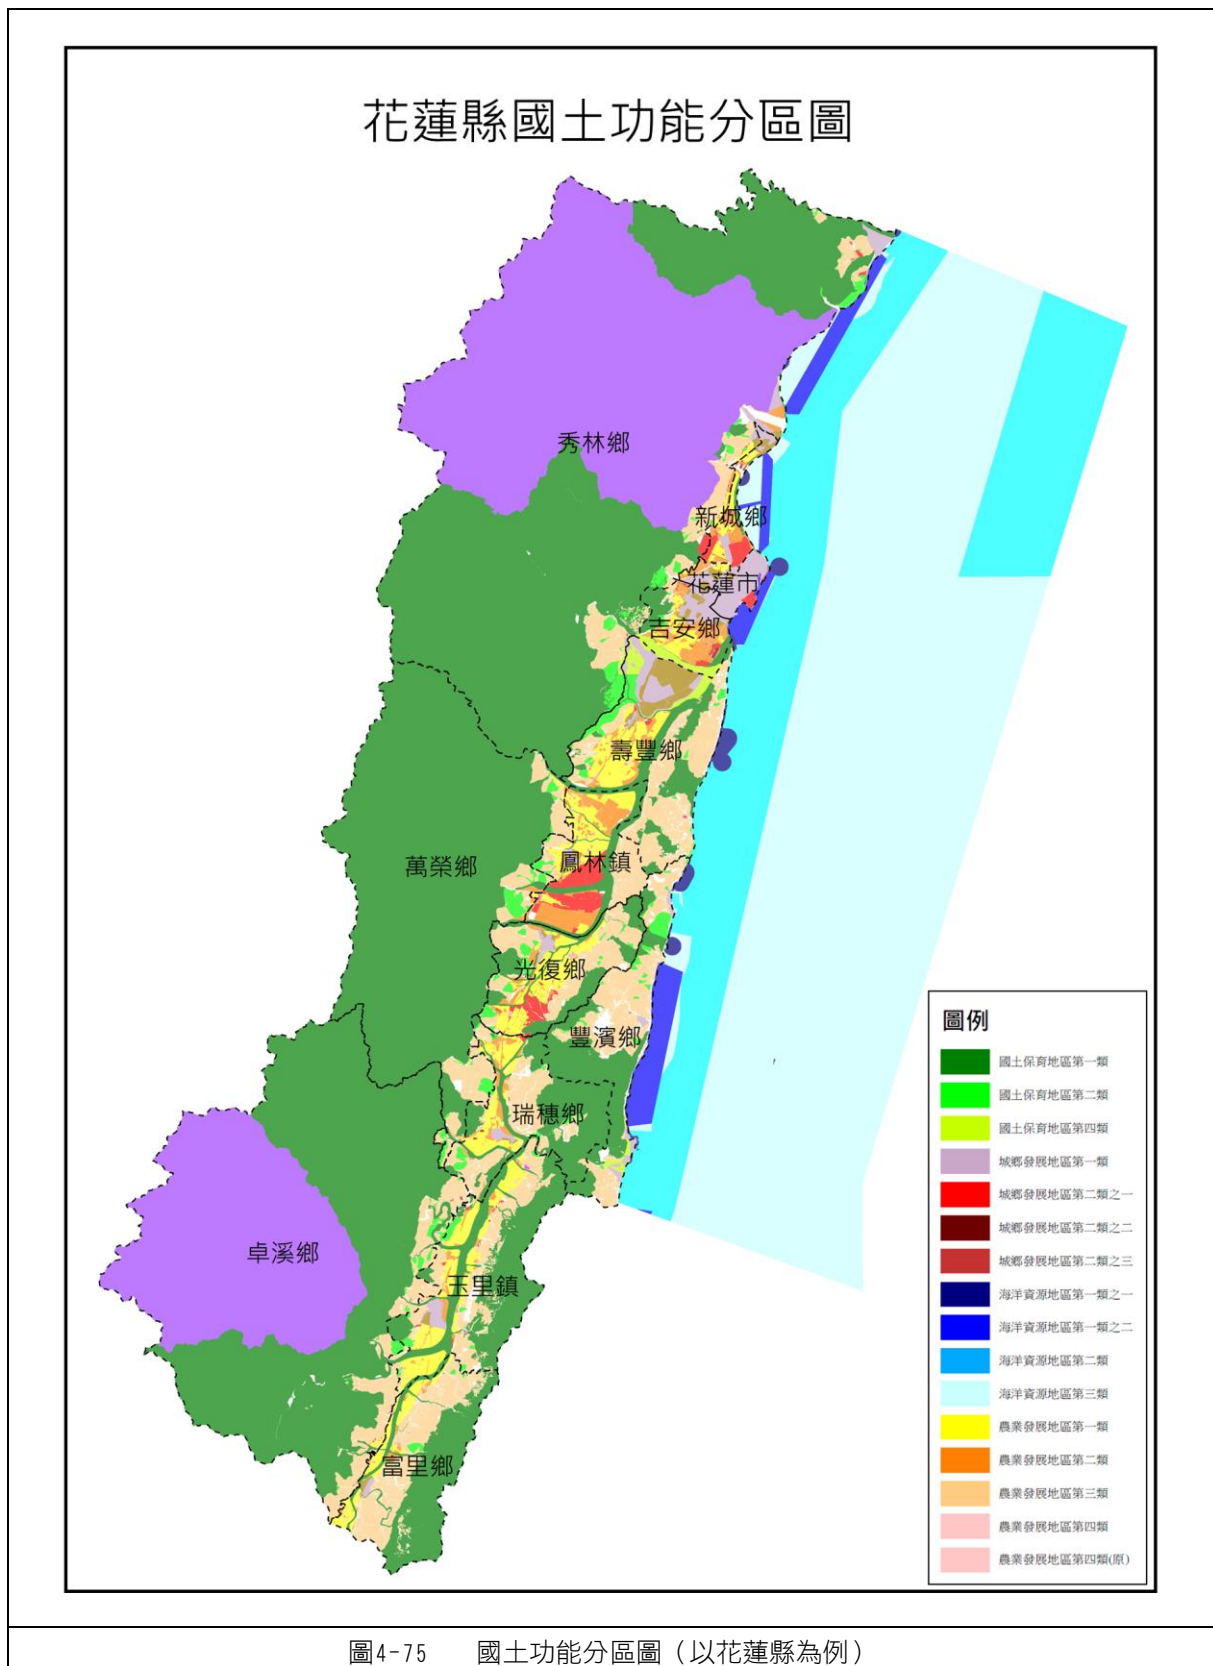 花蓮縣國土功能分區圖
秀林鄉
新城鄉
花蓮市
吉安鄉
壽豐鄉
鳳林鎮
萬榮鄉
光復鄉
豐濱鄉
瑞穗鄉
卓溪鄉
玉里鎮
富里鄉
圖例
國土保育地區第一類
國土保育地區第二類
國土保育地區第四類
城鄉發展地區第一類
城鄉發展地區第二類之一
城鄉發展地區第二類之二
城鄉發展地區第二類之三
海洋資源地區第一類之一
海洋資源地區第一類之二
海洋資源地區第二類
海洋資源地區第三類
農業發展地區第一類
農業發展地區第二類
農業發展地區第三類
農業發展地區第四類
農業發展地區第四類(原)
圖4-75 國土功能分區圖（以花蓮縣為例）